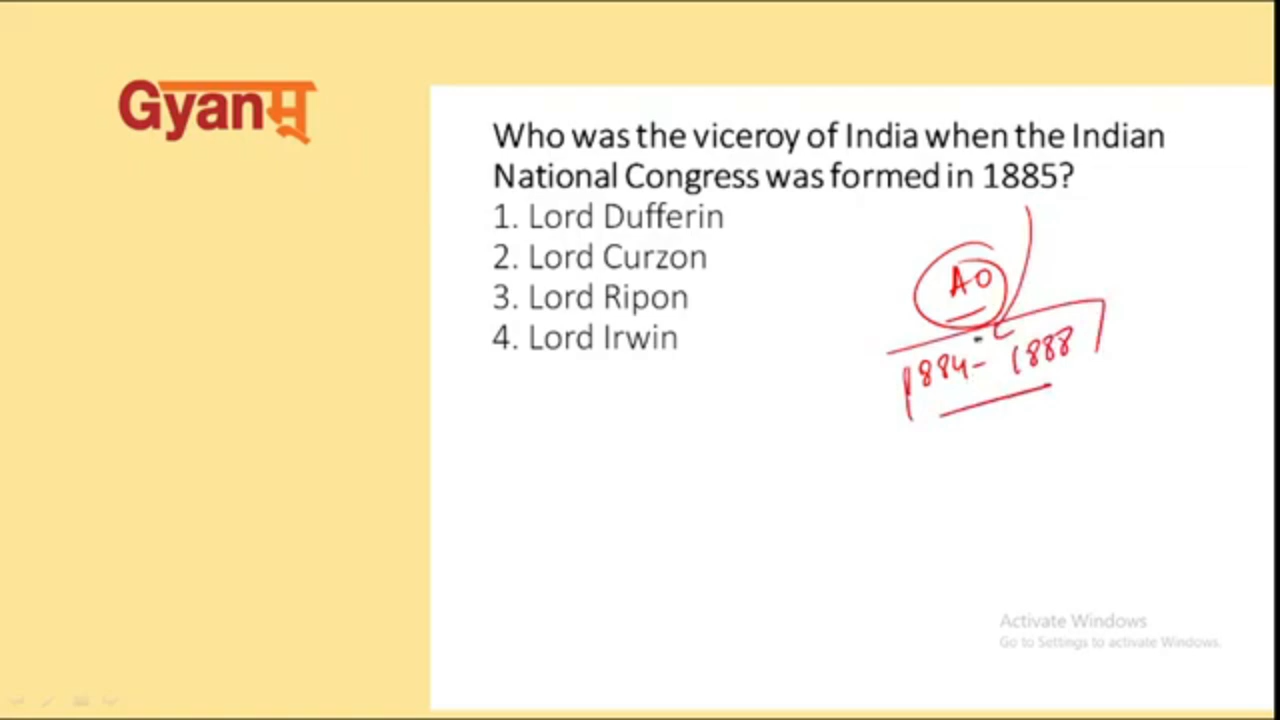 Gyanम्
Who was the viceroy of India when the Indian
National Congress was formed in 1885?
1. Lord Dufferin
2. Lord Curzon
3. Lord Ripon
4. Lord Irwin
AO
1884- 1888
Activate Windows
Go to Settings to activate Windows.